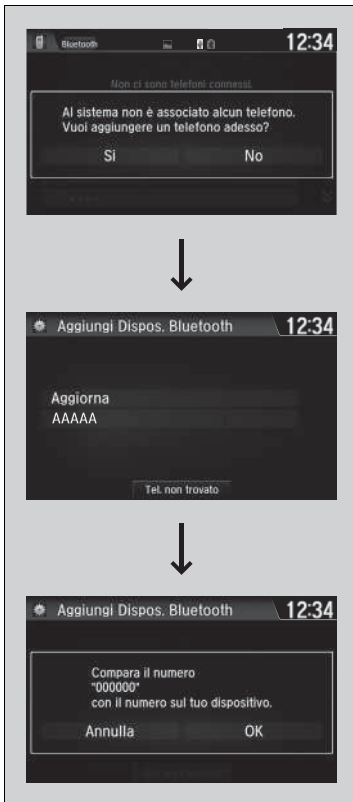 Bluetooth
12:34
Non ci sono telefoni connessi.
Al sistema non è associato alcun telefono.
Vuoi aggiungere un telefono adesso?
Si No
Aggiungi Dispos. Bluetooth 12:34
Aggiorna
AAAAA
Tel. non trovato
Aggiungi Dispos. Bluetooth 12:34
Compara il numero
"000000"
con il numero sul tuo dispositivo.
Annulla OK